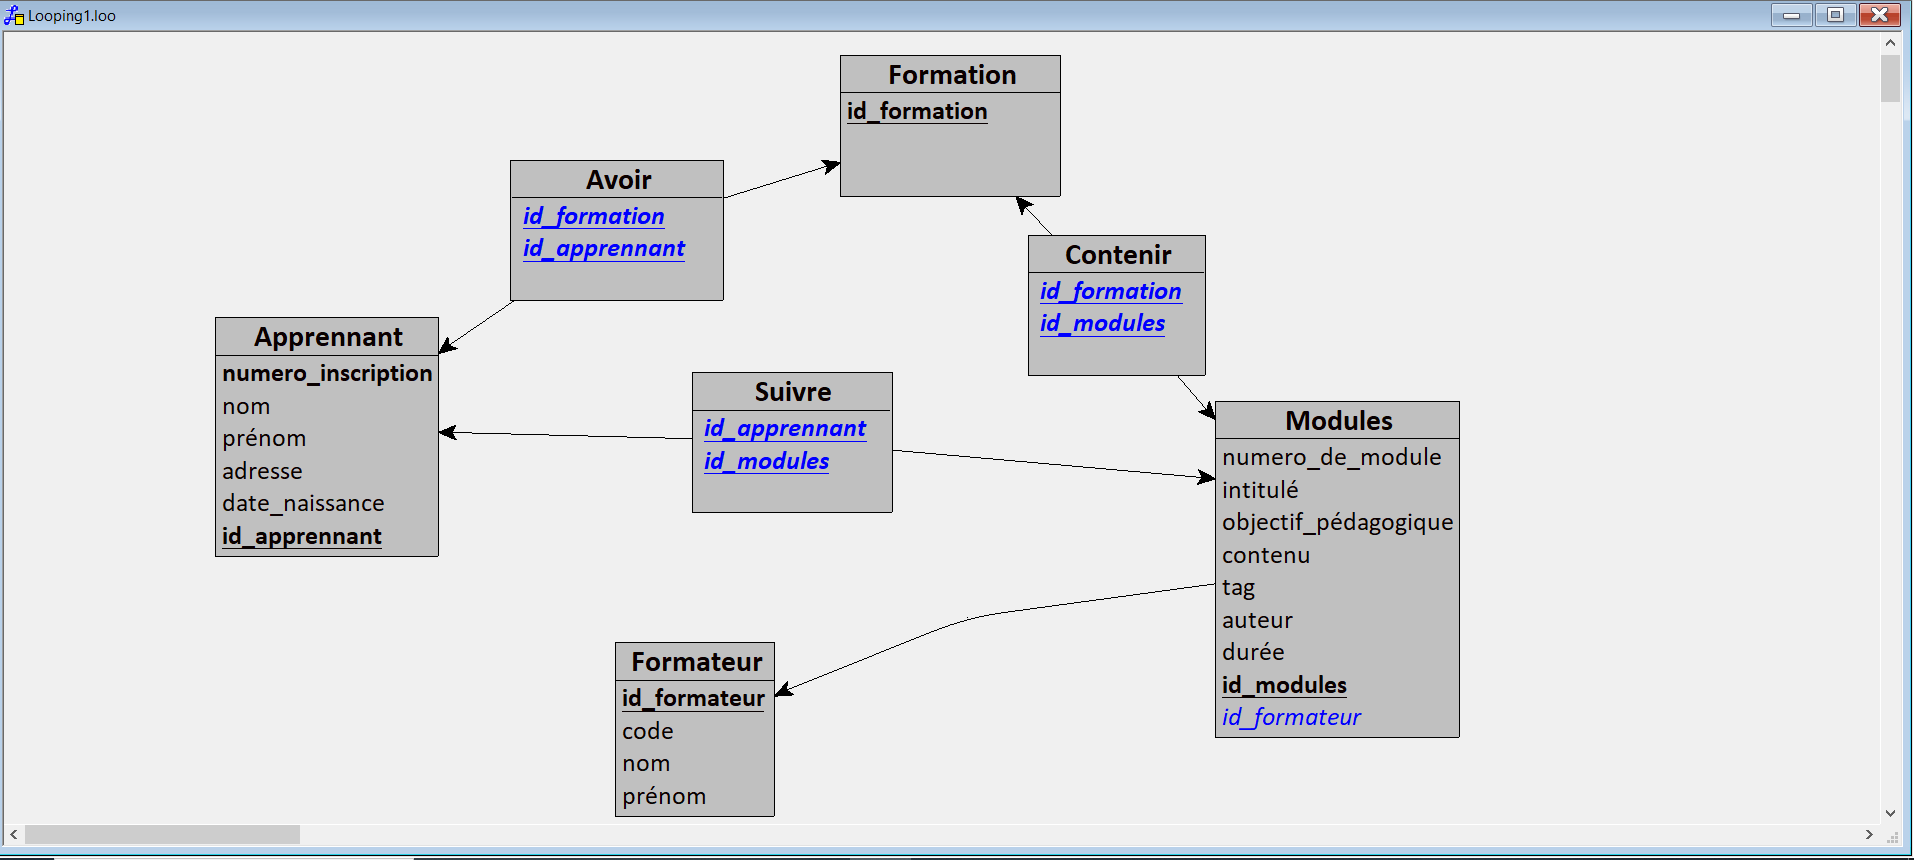 Looping1.loo
Formation
id_formation
Avoir
id_formation
id_apprennant
Contenir
id_formation
id_modules
Apprennant
numero_inscription
nom
prénom
adresse
date_naissance
id_apprennant
Suivre
id_apprennant
id_modules
Modules
numero_de_module
intitulé
objectif_pédagogique
contenu
tag
auteur
durée
id_modules
id_formateur
Formateur
id_formateur
code
nom
prénom